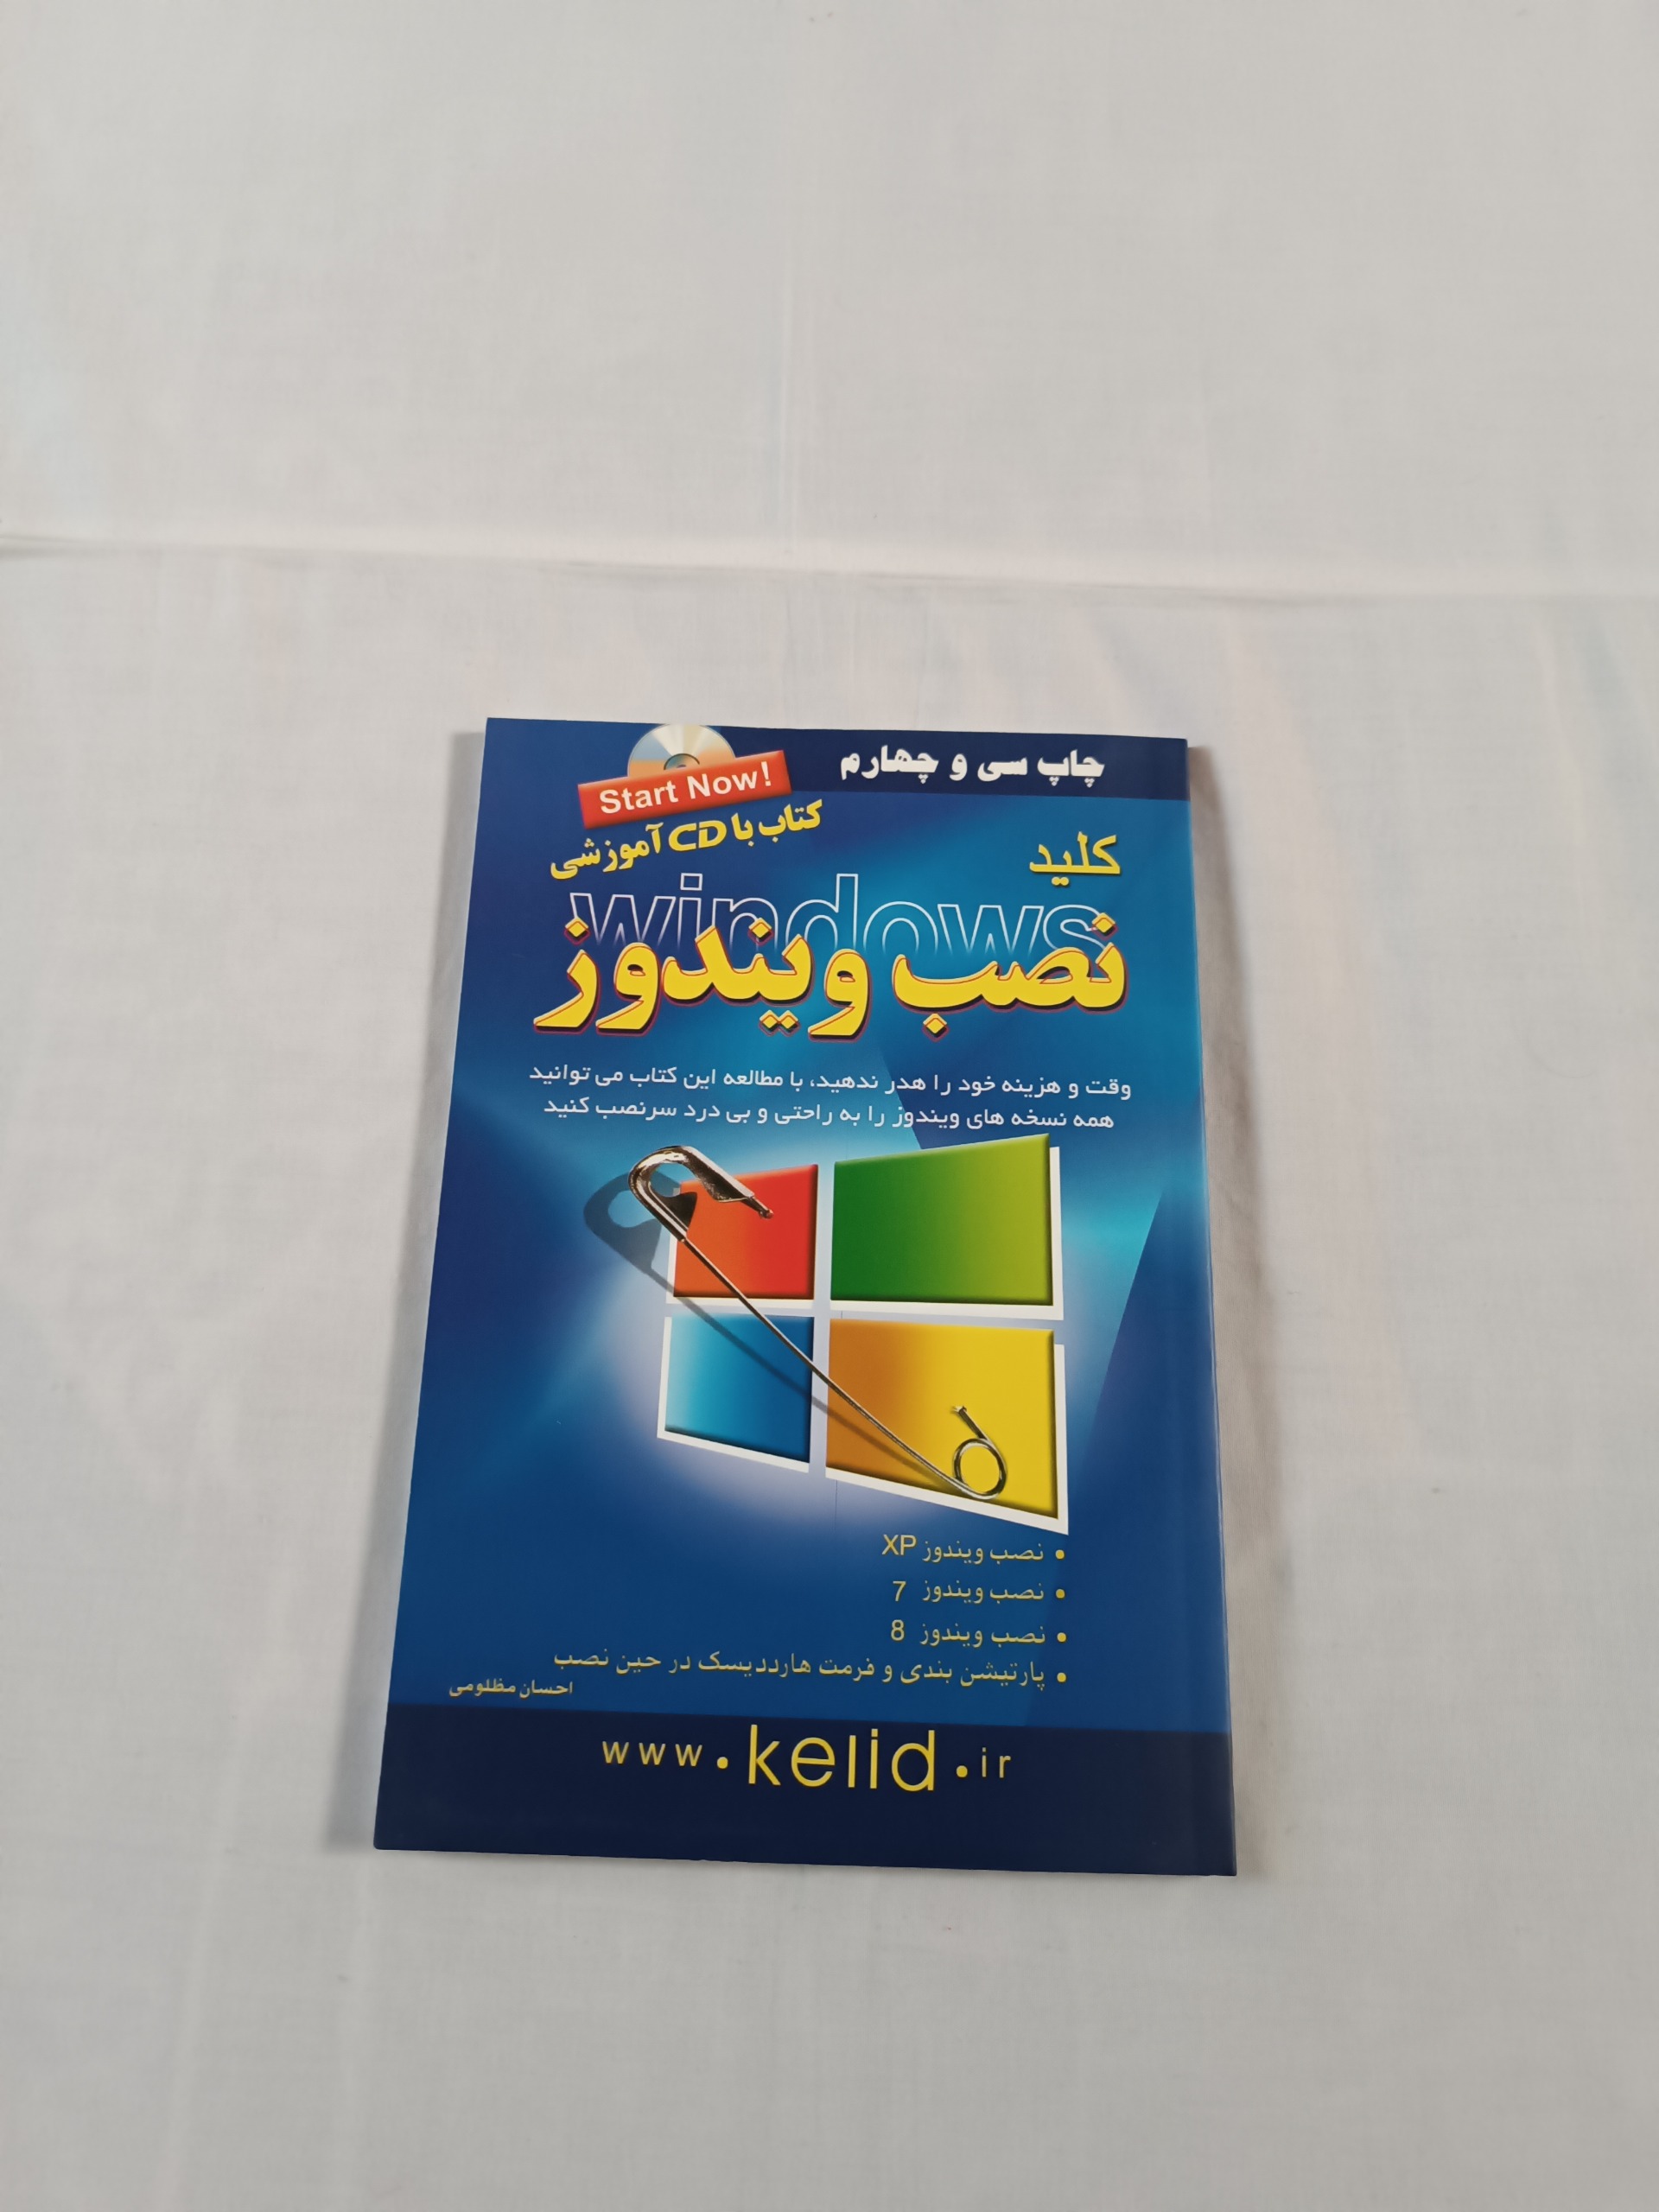 چاپ سی و چهارم
Start Now!
کتاب با CD آموزشی
کلید
windows
نصب ویندوز
وقت و هزینه خود را هدر ندهید، با مطالعه این کتاب می توانید
همه نسخه های ویندوز را به راحتی و بی درد سرنصب کنید
• نصب ویندوز XP
• نصب ویندوز 7
• نصب ویندوز 8
• پارتیشن بندی و فرمت هارددیسک در حین نصب
احسان مظلومی
www.kelid.ir